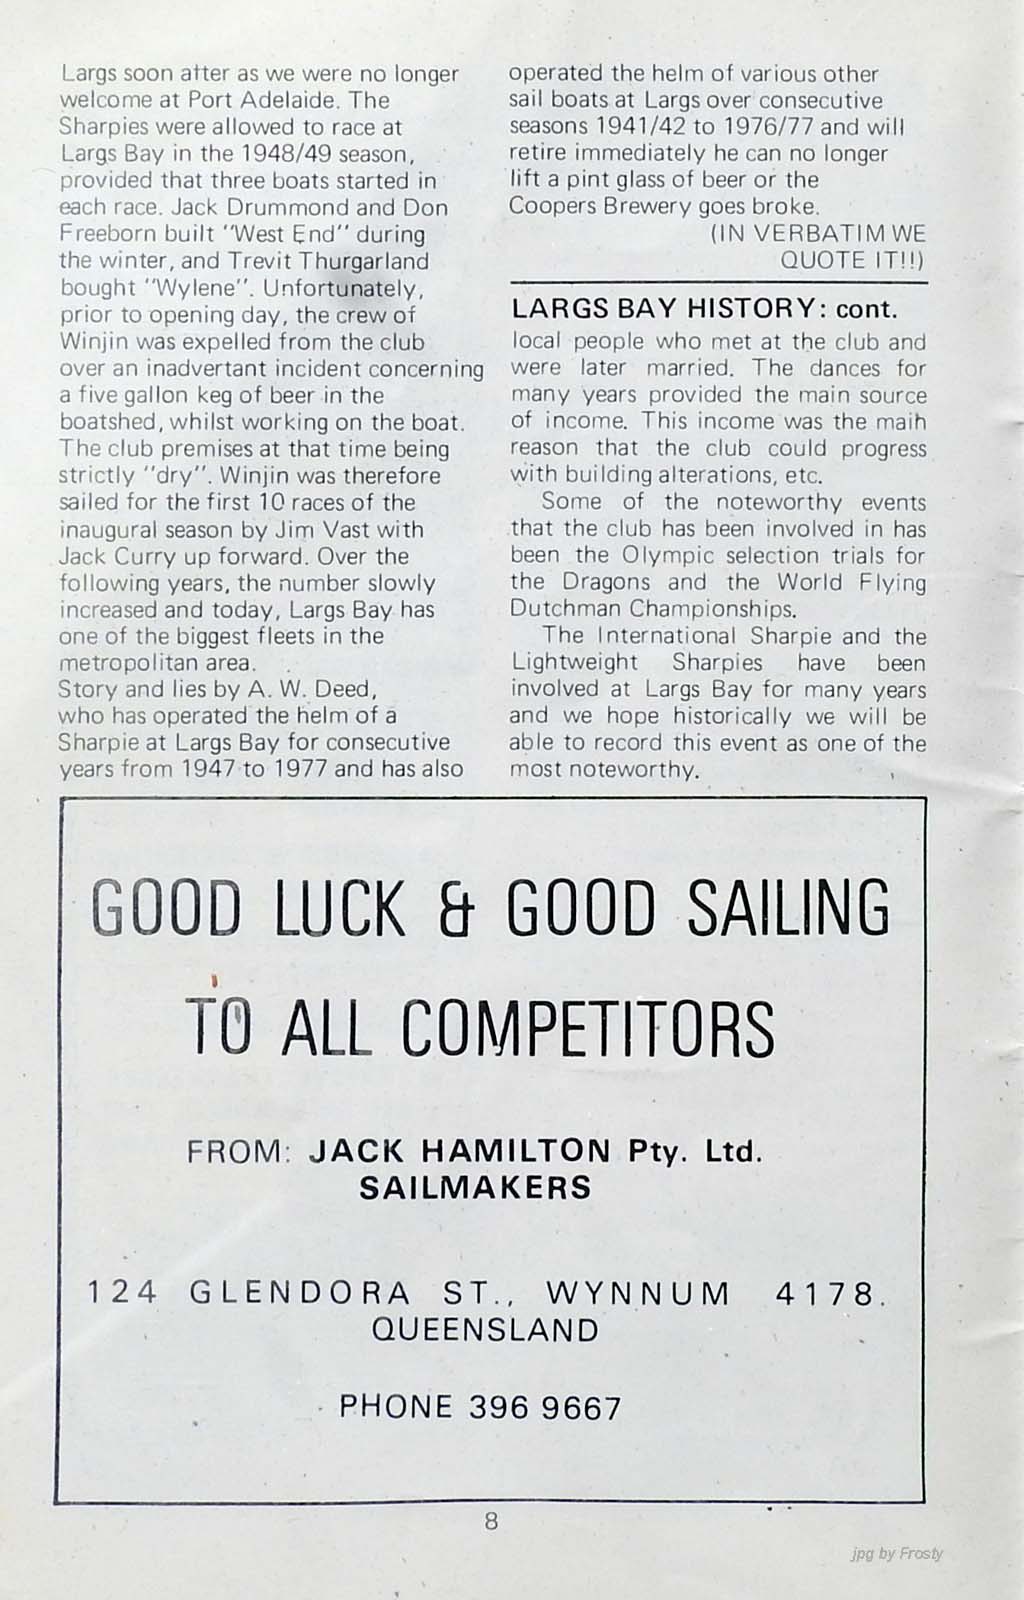 Largs soon after as we were no longer
welcome at Port Adelaide. The
Sharpies were allowed to race at
Largs Bay in the 1948/49 season,
provided that three boats started in
each race. Jack Drummond and Don
Freeborn built "West End" during
the winter, and Trevit Thurgarland
bought "Wylene". Unfortunately,
prior to opening day, the crew of
Winjin was expelled from the club
over an inadvertant incident concerning
a five gallon keg of beer in the
boatshed, whilst working on the boat.
The club premises at that time being
strictly "dry". Winjin was therefore
sailed for the first 10 races of the
inaugural season by Jim Vast with
Jack Curry up forward. Over the
following years, the number slowly
increased and today, Largs Bay has
one of the biggest fleets in the
metropolitan area.
Story and lies by A. W. Deed,
who has operated the helm of a
Sharpie at Largs Bay for consecutive
years from 1947 to 1977 and has also
operated the helm of various other
sail boats at Largs over consecutive
seasons 1941/42 to 1976/77 and will
retire immediately he can no longer
lift a pint glass of beer or the
Coopers Brewery goes broke.
(IN VERBATIM WE
QUOTE IT!!)
LARGS BAY HISTORY: cont.
local people who met at the club and
were later married. The dances for
many years provided the main source
of income. This income was the main
reason that the club could progress
with building alterations, etc.
Some of the noteworthy events
that the club has been involved in has
been the Olympic selection trials for
the Dragons and the World Flying
Dutchman Championships.
The International Sharpie and the
Lightweight Sharpies have been
involved at Largs Bay for many years
and we hope historically we will be
able to record this event as one of the
most noteworthy.
GOOD LUCK & GOOD SAILING
TO ALL COMPETITORS
FROM: JACK HAMILTON Pty. Ltd.
SAILMAKERS
124 GLENDORA ST., WYNNUM 4178.
QUEENSLAND
PHONE 396 9667
8
jpg by Frosty